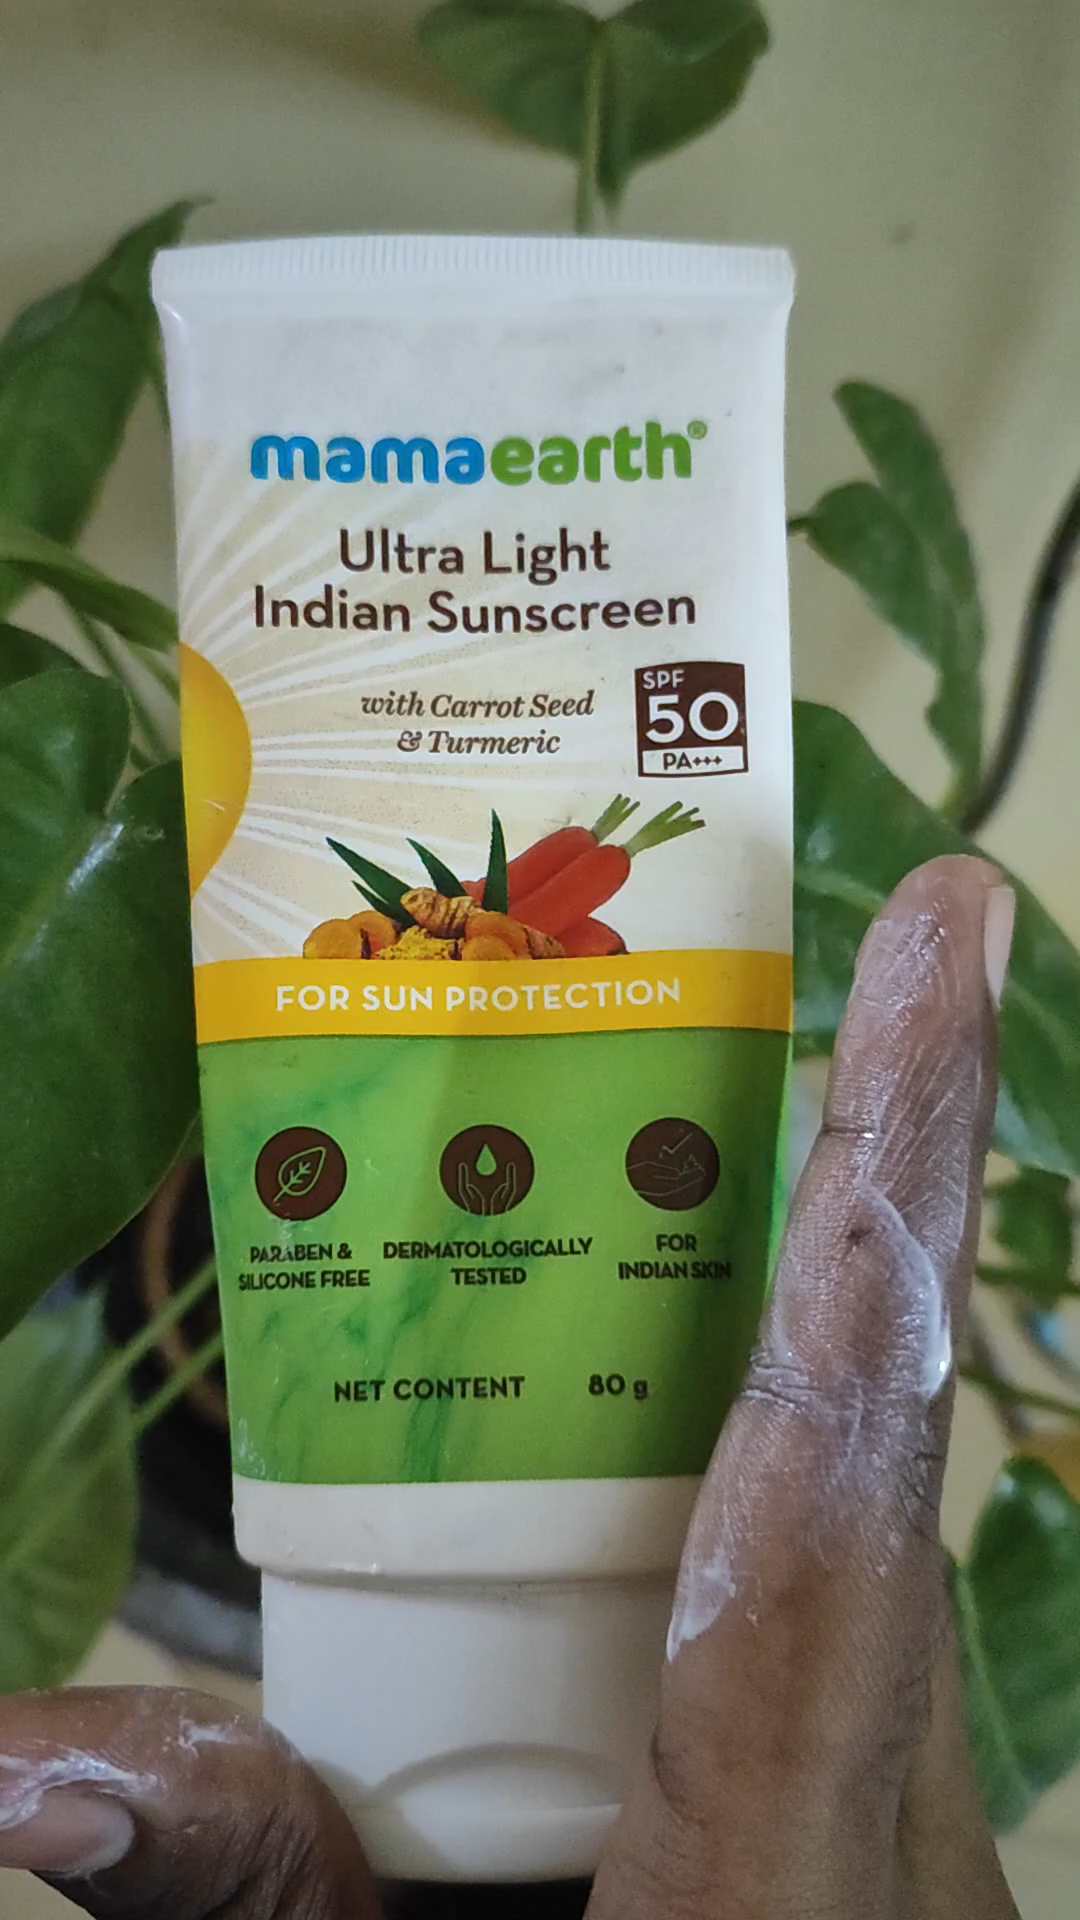 mamaearth®
Ultra Light
Indian Sunscreen
with Carrot Seed
& Turmeric
SPF
50
PA+++
FOR SUN PROTECTION
PARABEN &
SILICONE FREE
DERMATOLOGICALLY
TESTED
FOR
INDIAN SKIN
NET CONTENT 80 g